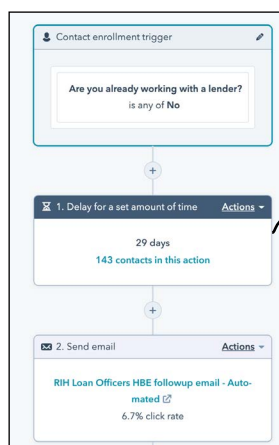 Contact enrollment trigger
Are you already working with a lender?
is any of No
1. Delay for a set amount of time Actions
29 days
143 contacts in this action
2. Send email Actions
RIH Loan Officers HBE followup email - Auto-
mated
6.7% click rate